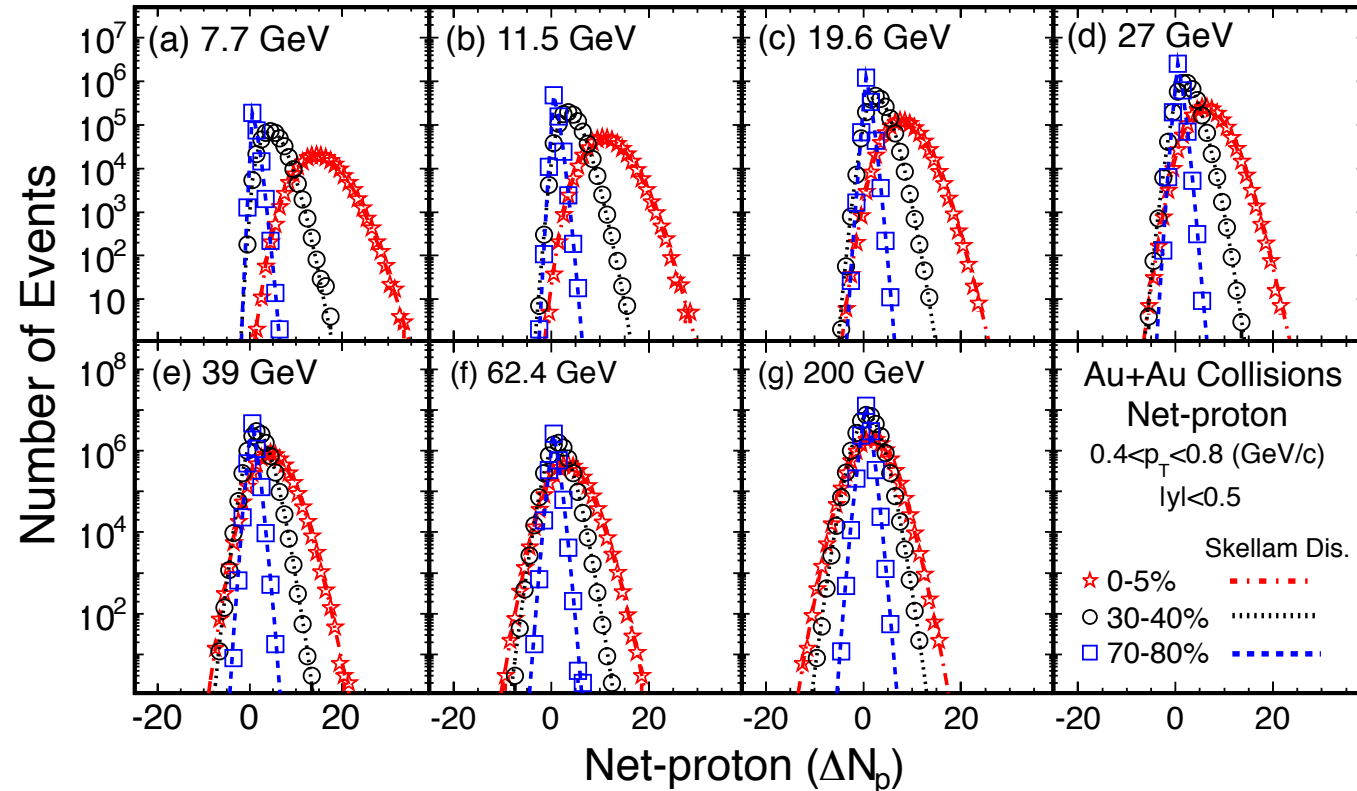 Number of Events
(a) 7.7 GeV
(b) 11.5 GeV
(c) 19.6 GeV
(d) 27 GeV
10^7
10^6
10^5
10^4
10^3
10^2
10
(e) 39 GeV
(f) 62.4 GeV
(g) 200 GeV
10^8
10^6
10^4
10^2
Au+Au Collisions
Net-proton
0.4<p_T<0.8 (GeV/c)
|y|<0.5
Skellam Dis.
0-5%
30-40%
70-80%
-20 0 20 -20 0 20 -20 0 20 -20 0 20
Net-proton (ΔN_p)